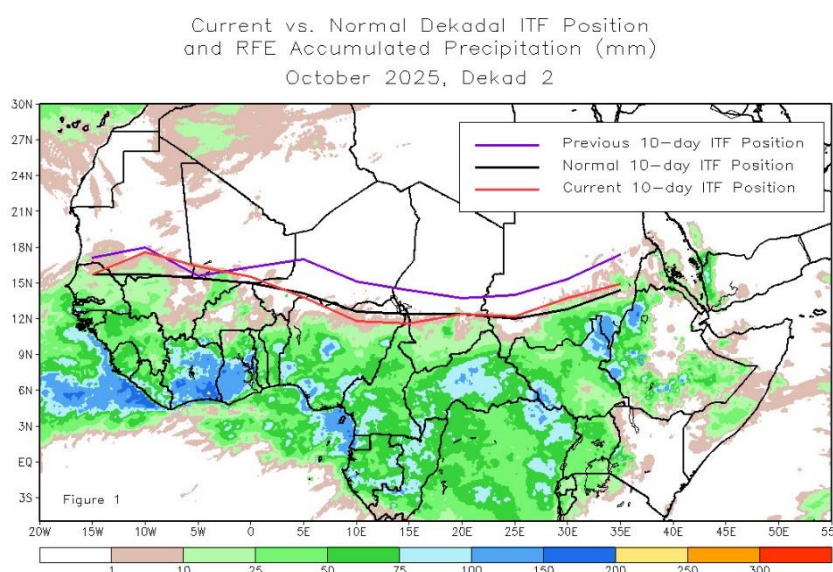 Current vs. Normal Dekadal ITF Position
and RFE Accumulated Precipitation (mm)
October 2025, Dekad 2
30N
27N
24N
21N
18N
15N
12N
9N
6N
3N
EQ
3S
Previous 10-day ITF Position
Normal 10-day ITF Position
Current 10-day ITF Position
Figure 1
20W 15W 10W 5W 0 5E 10E 15E 20E 25E 30E 35E 40E 45E 50E 55E
1 10 25 50 75 100 150 200 250 300